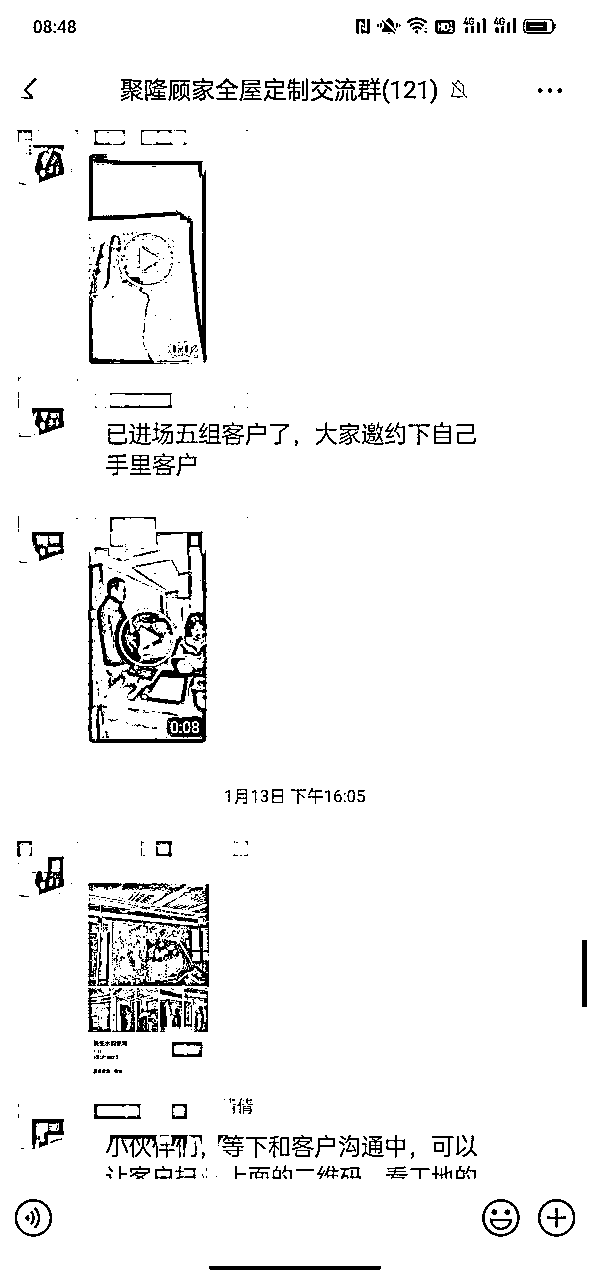 08:48
聚隆顾家全屋定制交流群(121)
已进场五组客户了，大家邀约下自己
手里客户
0:08
1月13日 下午16:05
倩
小伙伴们，等下和客户沟通中，可以
让客户扫 上面的二维码，看工地的